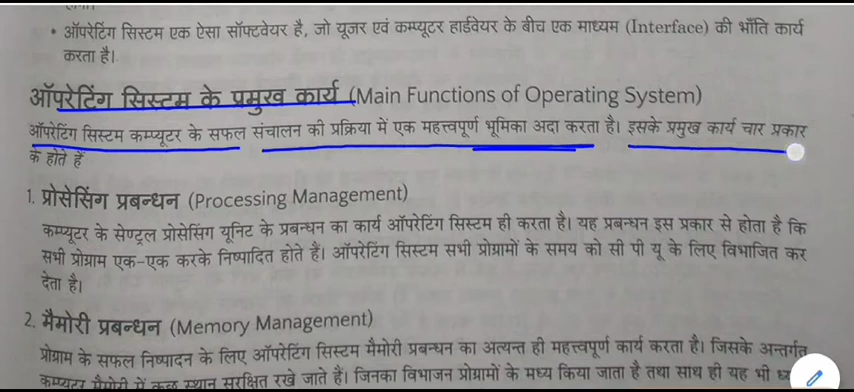 • ऑपरेटिंग सिस्टम एक ऐसा सॉफ्टवेयर है, जो यूजर एवं कम्प्यूटर हार्डवेयर के बीच एक माध्यम (Interface) की भाँति कार्य
करता है।
ऑपरेटिंग सिस्टम के प्रमुख कार्य (Main Functions of Operating System)
ऑपरेटिंग सिस्टम कम्प्यूटर के सफल संचालन की प्रक्रिया में एक महत्त्वपूर्ण भूमिका अदा करता है। इसके प्रमुख कार्य चार प्रकार
के होते हैं
1. प्रोसेसिंग प्रबन्धन (Processing Management)
कम्प्यूटर के सेण्ट्रल प्रोसेसिंग यूनिट के प्रबन्धन का कार्य ऑपरेटिंग सिस्टम ही करता है। यह प्रबन्धन इस प्रकार से होता है कि
सभी प्रोग्राम एक-एक करके निष्पादित होते हैं। ऑपरेटिंग सिस्टम सभी प्रोग्रामों के समय को सी पी यू के लिए विभाजित कर
देता है।
2. मैमोरी प्रबन्धन (Memory Management)
प्रोग्राम के सफल निष्पादन के लिए ऑपरेटिंग सिस्टम मैमोरी प्रबन्धन का अत्यन्त ही महत्त्वपूर्ण कार्य करता है। जिसके अन्तर्गत
कम्प्यूटर मैमोरी में कुछ स्थान सुरक्षित रखे जाते हैं। जिनका विभाजन प्रोग्रामों के मध्य किया जाता है तथा साथ ही यह भी